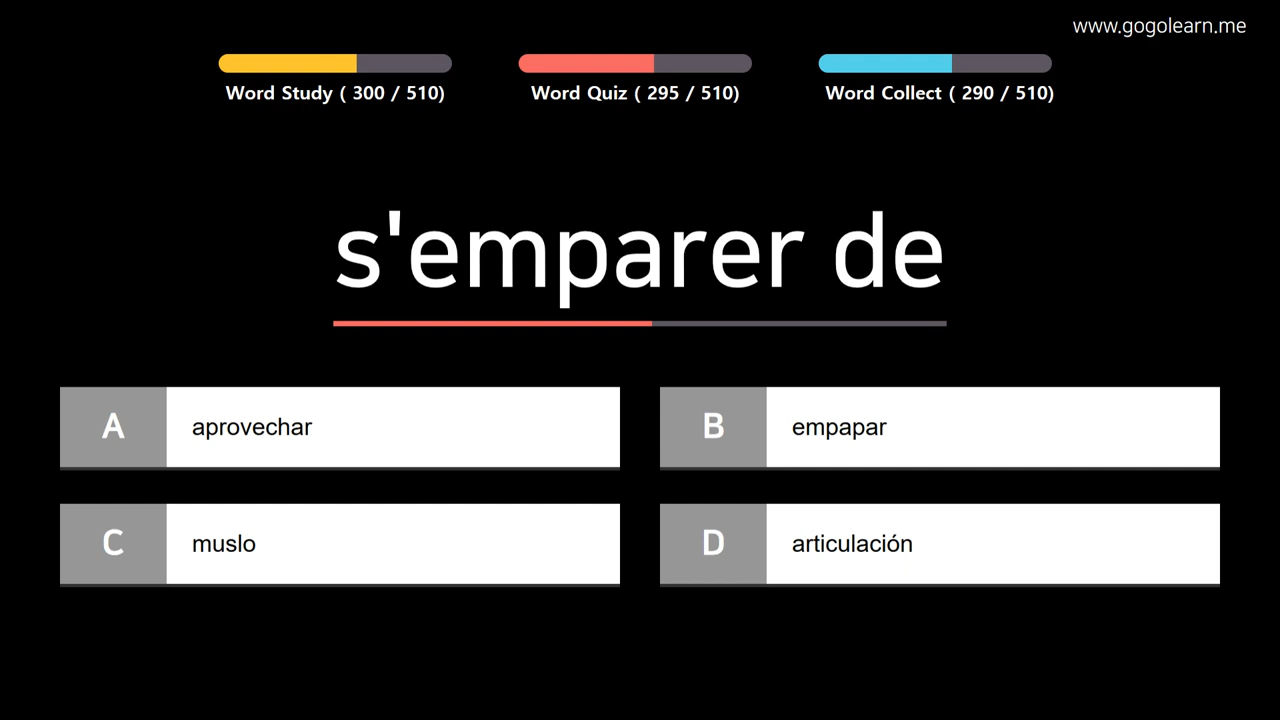 www.gogolearn.me
Word Study ( 300 / 510)
Word Quiz ( 295 / 510)
Word Collect ( 290 / 510)
s'emparer de
A aprovechar
B empapar
C muslo
D articulación